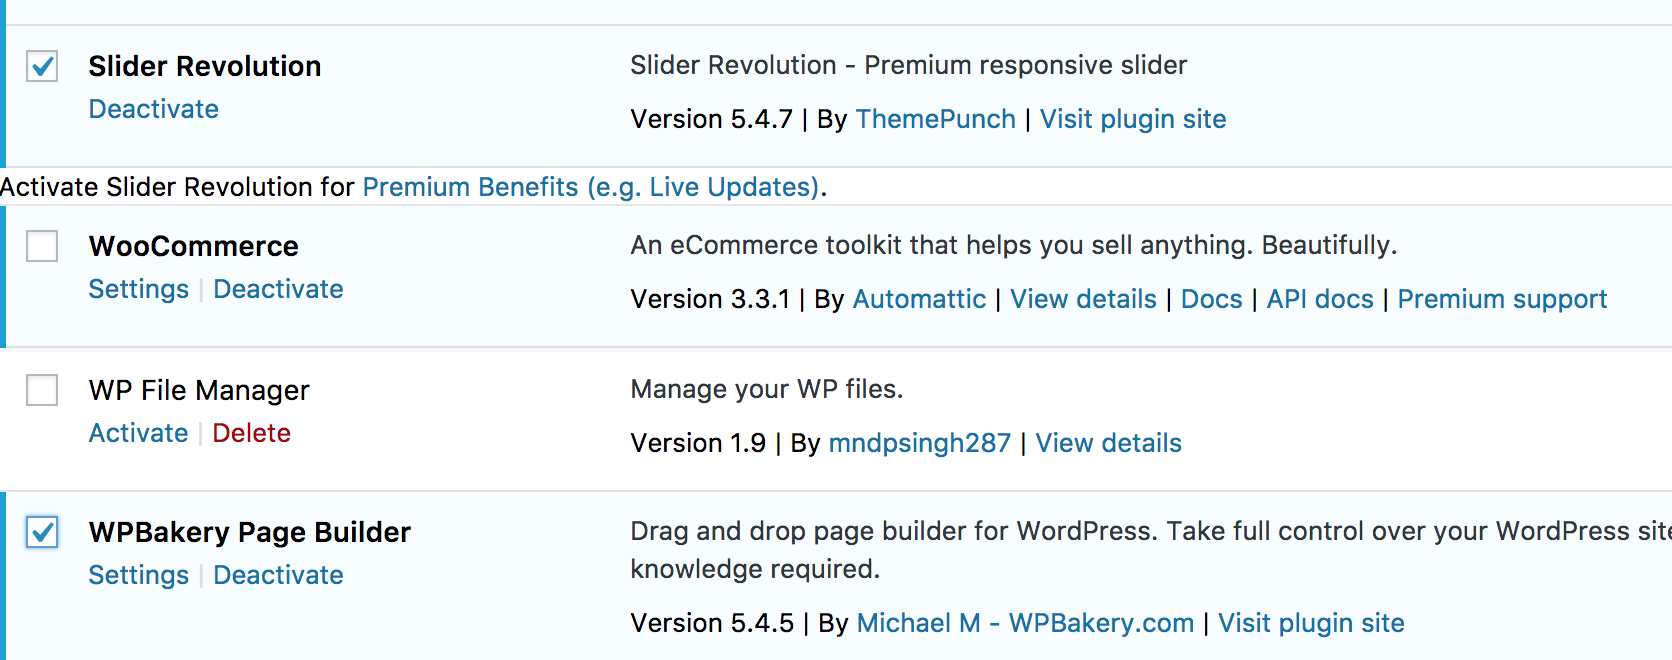 Slider Revolution
Slider Revolution - Premium responsive slider
Deactivate
Version 5.4.7 | By ThemePunch | Visit plugin site
Activate Slider Revolution for Premium Benefits (e.g. Live Updates).
WooCommerce
An eCommerce toolkit that helps you sell anything. Beautifully.
Settings | Deactivate
Version 3.3.1 | By Automattic | View details | Docs | API docs | Premium support
WP File Manager
Manage your WP files.
Activate | Delete
Version 1.9 | By mndpsingh287 | View details
WPBakery Page Builder
Drag and drop page builder for WordPress. Take full control over your WordPress
knowledge required.
Settings | Deactivate
Version 5.4.5 | By Michael M - WPBakery.com | Visit plugin site